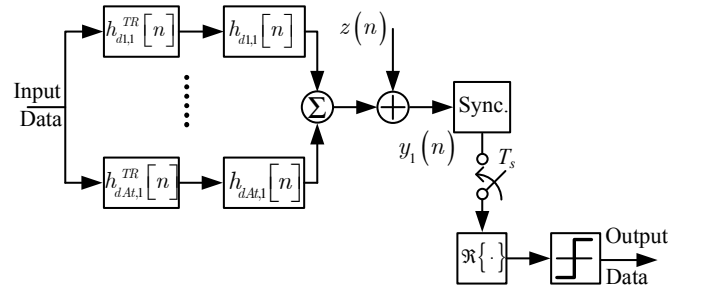 h_{d1,1}^{TR}[n]
h_{d1,1}[n]
z(n)
Input
Data
Σ
Sync.
y_1(n)
T_s
h_{dAt,1}^{TR}[n]
h_{dAt,1}[n]
ℜ{·}
Output
Data